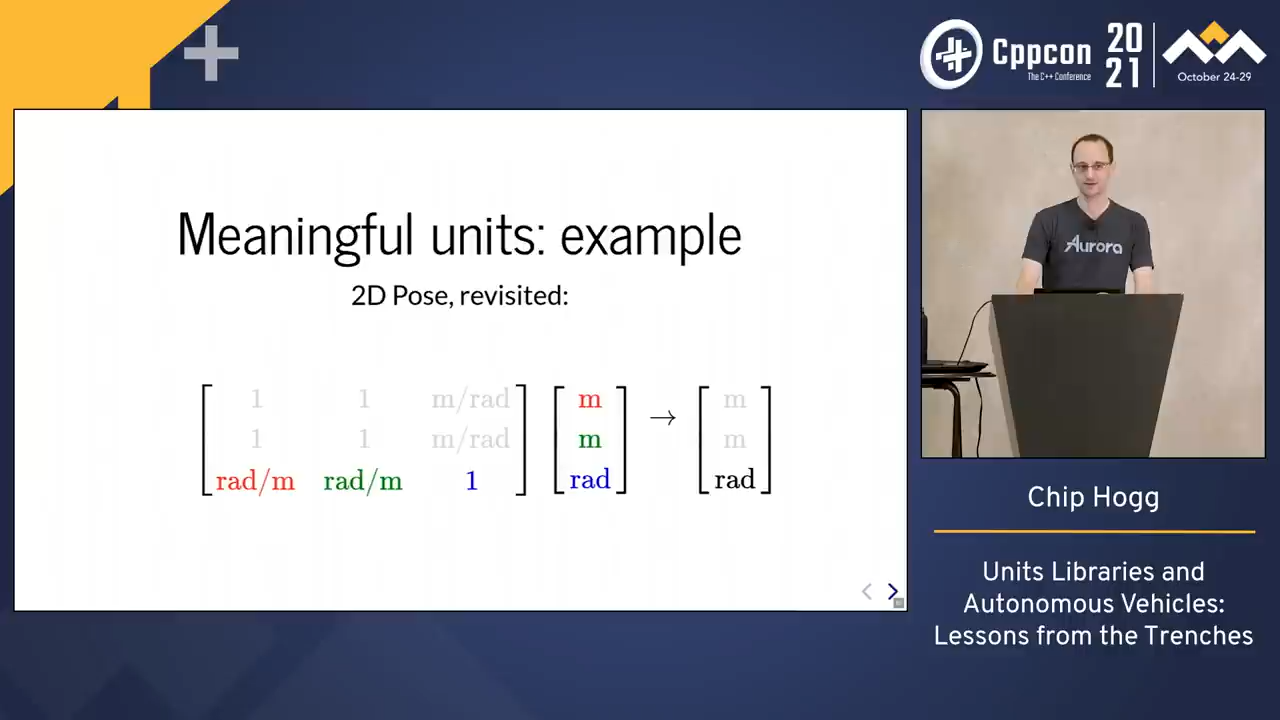 Cppcon
The C++ Conference
20
21
October 24-29
Meaningful units: example
2D Pose, revisited:
1 1 m/rad m → m
1 1 m/rad m m
rad/m rad/m 1 rad rad
Aurora
Chip Hogg
Units Libraries and
Autonomous Vehicles:
Lessons from the Trenches